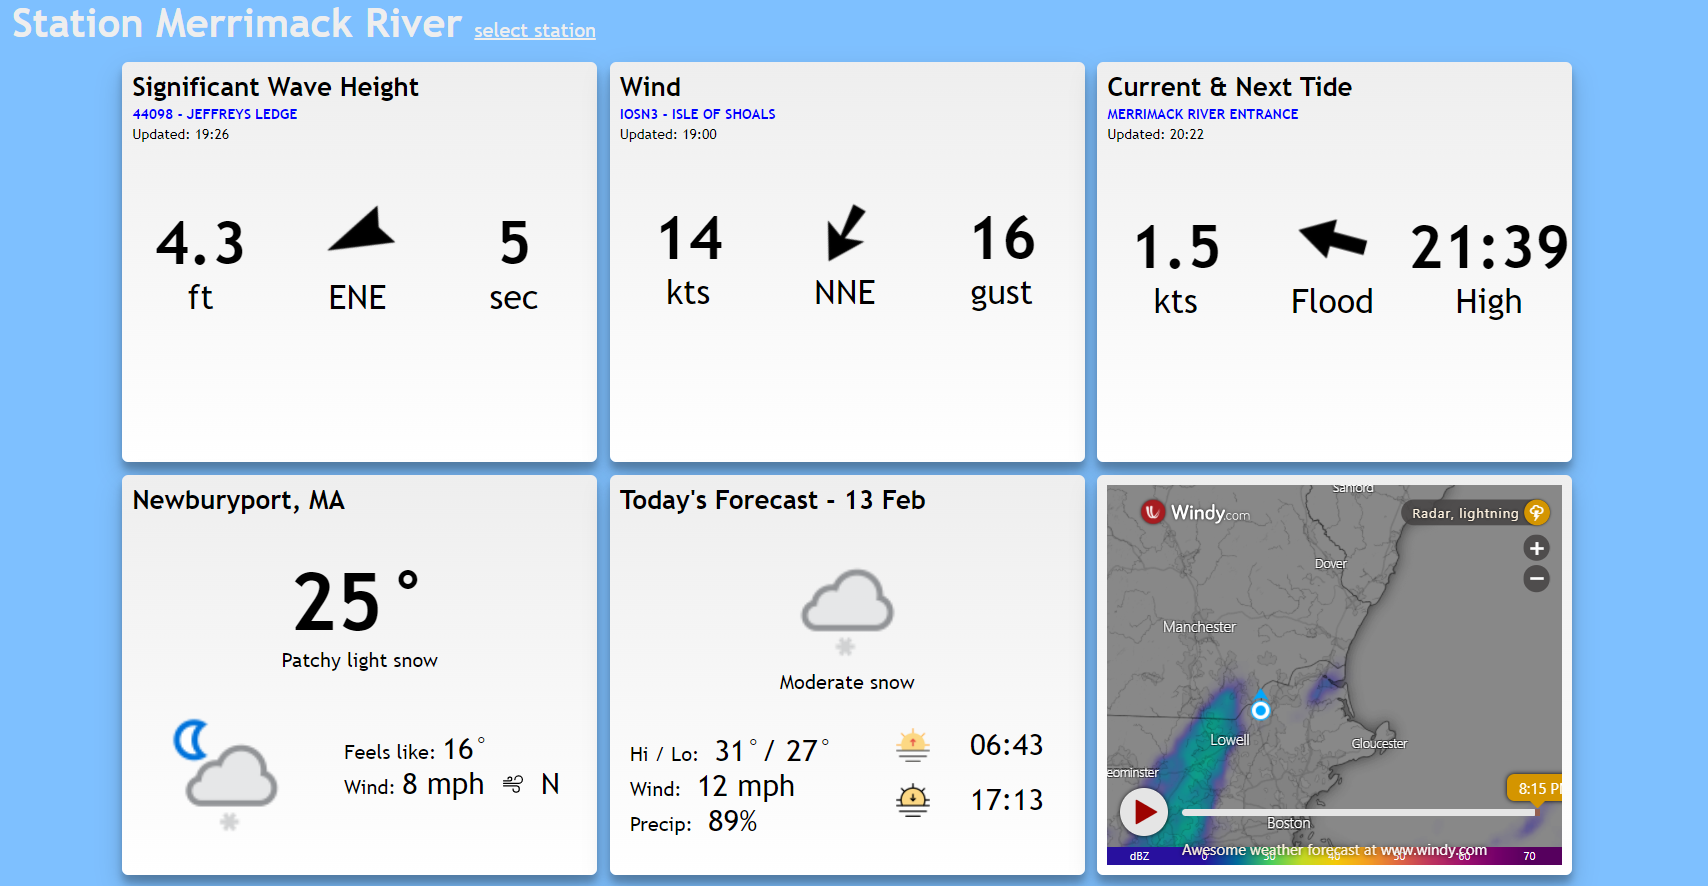 Station Merrimack River select station
Significant Wave Height
44098 - JEFFREYS LEDGE
Updated: 19:26
4.3
ft
ENE
5
sec
Wind
IOSN3 - ISLE OF SHOALS
Updated: 19:00
14
kts
NNE
16
gust
Current & Next Tide
MERRIMACK RIVER ENTRANCE
Updated: 20:22
1.5
kts
Flood
21:39
High
Newburyport, MA
25°
Patchy light snow
Feels like: 16°
Wind: 8 mph N
Today's Forecast - 13 Feb
Moderate snow
Hi / Lo: 31°/ 27°
Wind: 12 mph
Precip: 89%
06:43
17:13
Sanford
Windy.com
Radar, lightning
+
−
Dover
Manchester
Lowell
Gloucester
eominster
8:15 P
Boston
Awesome weather forecast at www.windy.com
dBZ 0 30 40 50 60 70